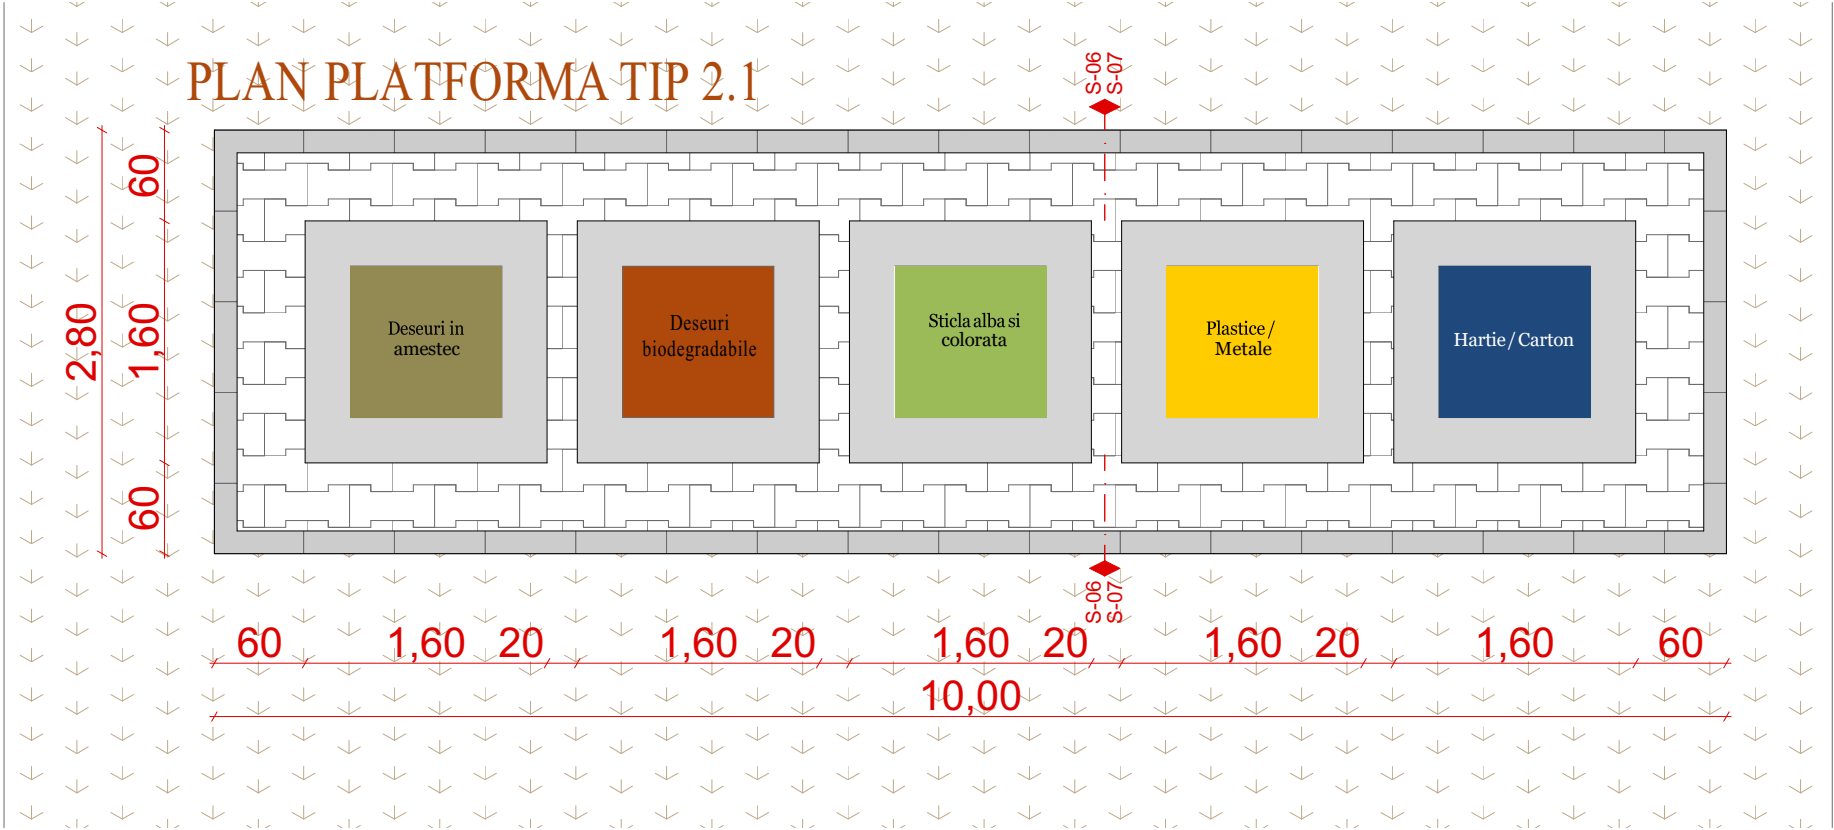 PLAN PLATFORMA TIP 2.1
S-06
S-07
60
1,60
60
2,80
Deseuri in
amestec
Deseuri
biodegradabile
Sticla alba si
colorata
Plastice /
Metale
Hartie / Carton
S-06
S-07
60 1,60 20 1,60 20 1,60 20 1,60 20 1,60 60
10,00